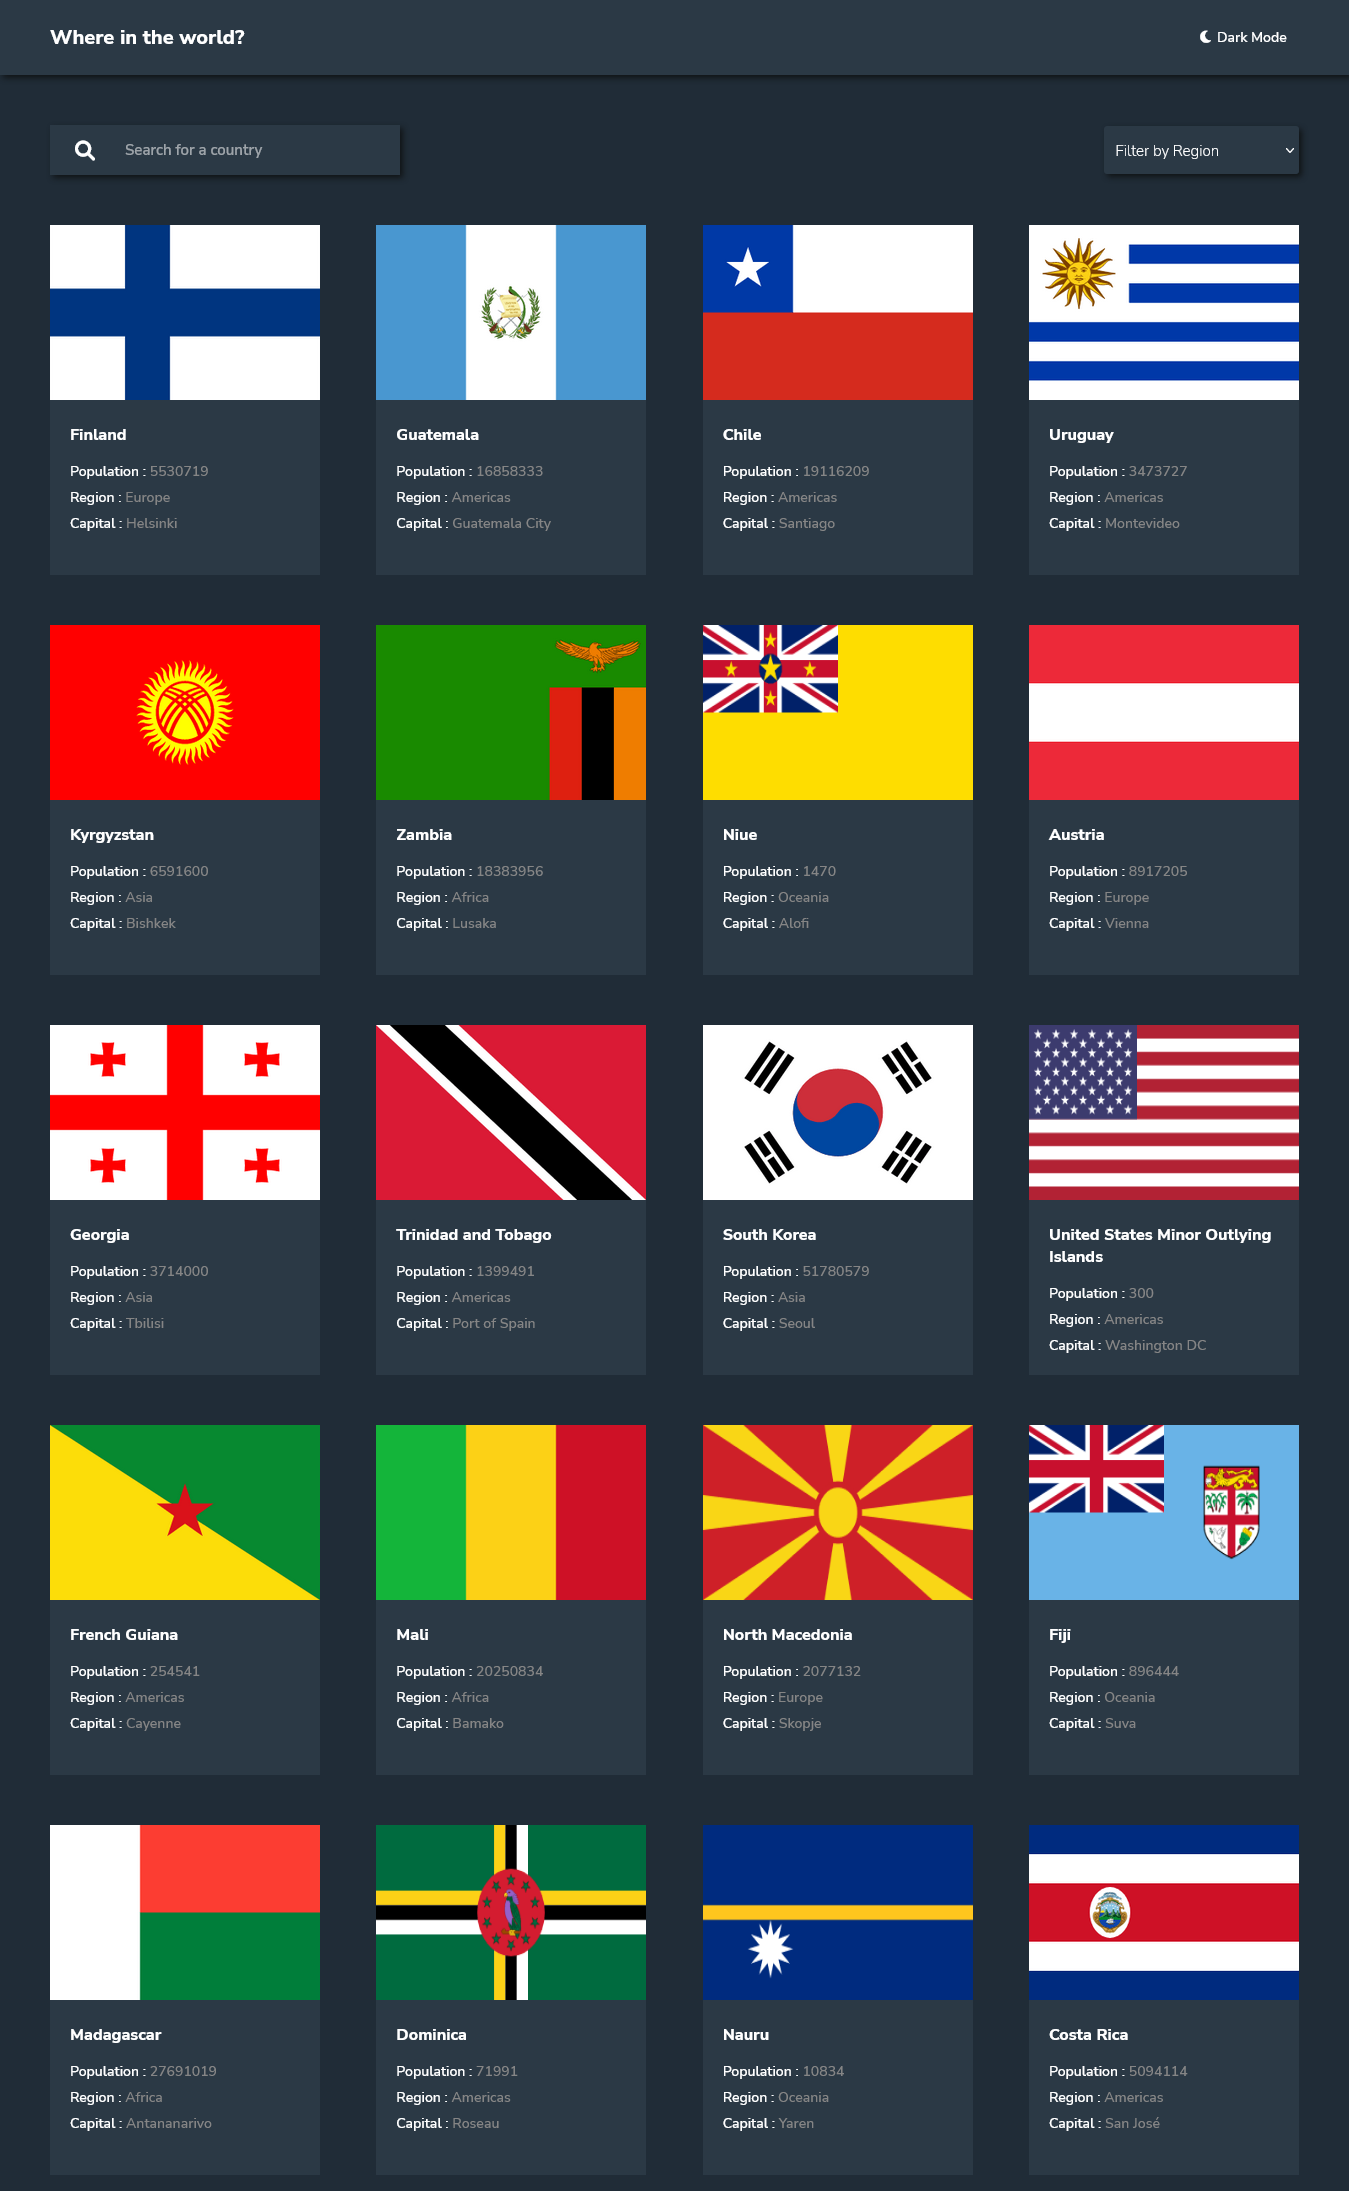 Where in the world?
Dark Mode
Search for a country
Filter by Region
Finland
Population : 5530719
Region : Europe
Capital : Helsinki
Guatemala
Population : 16858333
Region : Americas
Capital : Guatemala City
Chile
Population : 19116209
Region : Americas
Capital : Santiago
Uruguay
Population : 3473727
Region : Americas
Capital : Montevideo
Kyrgyzstan
Population : 6591600
Region : Asia
Capital : Bishkek
Zambia
Population : 18383956
Region : Africa
Capital : Lusaka
Niue
Population : 1470
Region : Oceania
Capital : Alofi
Austria
Population : 8917205
Region : Europe
Capital : Vienna
Georgia
Population : 3714000
Region : Asia
Capital : Tbilisi
Trinidad and Tobago
Population : 1399491
Region : Americas
Capital : Port of Spain
South Korea
Population : 51780579
Region : Asia
Capital : Seoul
United States Minor Outlying
Islands
Population : 300
Region : Americas
Capital : Washington DC
French Guiana
Population : 254541
Region : Americas
Capital : Cayenne
Mali
Population : 20250834
Region : Africa
Capital : Bamako
North Macedonia
Population : 2077132
Region : Europe
Capital : Skopje
Fiji
Population : 896444
Region : Oceania
Capital : Suva
Madagascar
Population : 27691019
Region : Africa
Capital : Antananarivo
Dominica
Population : 71991
Region : Americas
Capital : Roseau
Nauru
Population : 10834
Region : Oceania
Capital : Yaren
Costa Rica
Population : 5094114
Region : Americas
Capital : San José